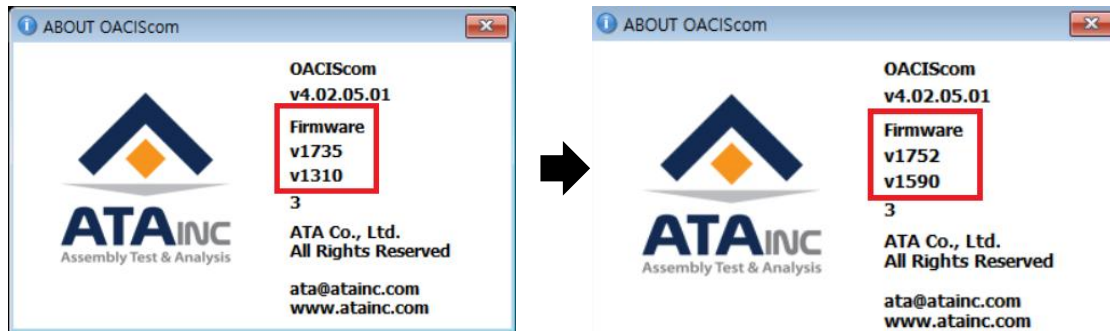 ABOUT OACIScom
OACIScom
v4.02.05.01
Firmware
v1735
v1310
3
ATA Co., Ltd.
All Rights Reserved
ata@atainc.com
www.atainc.com
ATAINC
Assembly Test & Analysis
ABOUT OACIScom
OACIScom
v4.02.05.01
Firmware
v1752
v1590
3
ATA Co., Ltd.
All Rights Reserved
ata@atainc.com
www.atainc.com
ATAINC
Assembly Test & Analysis